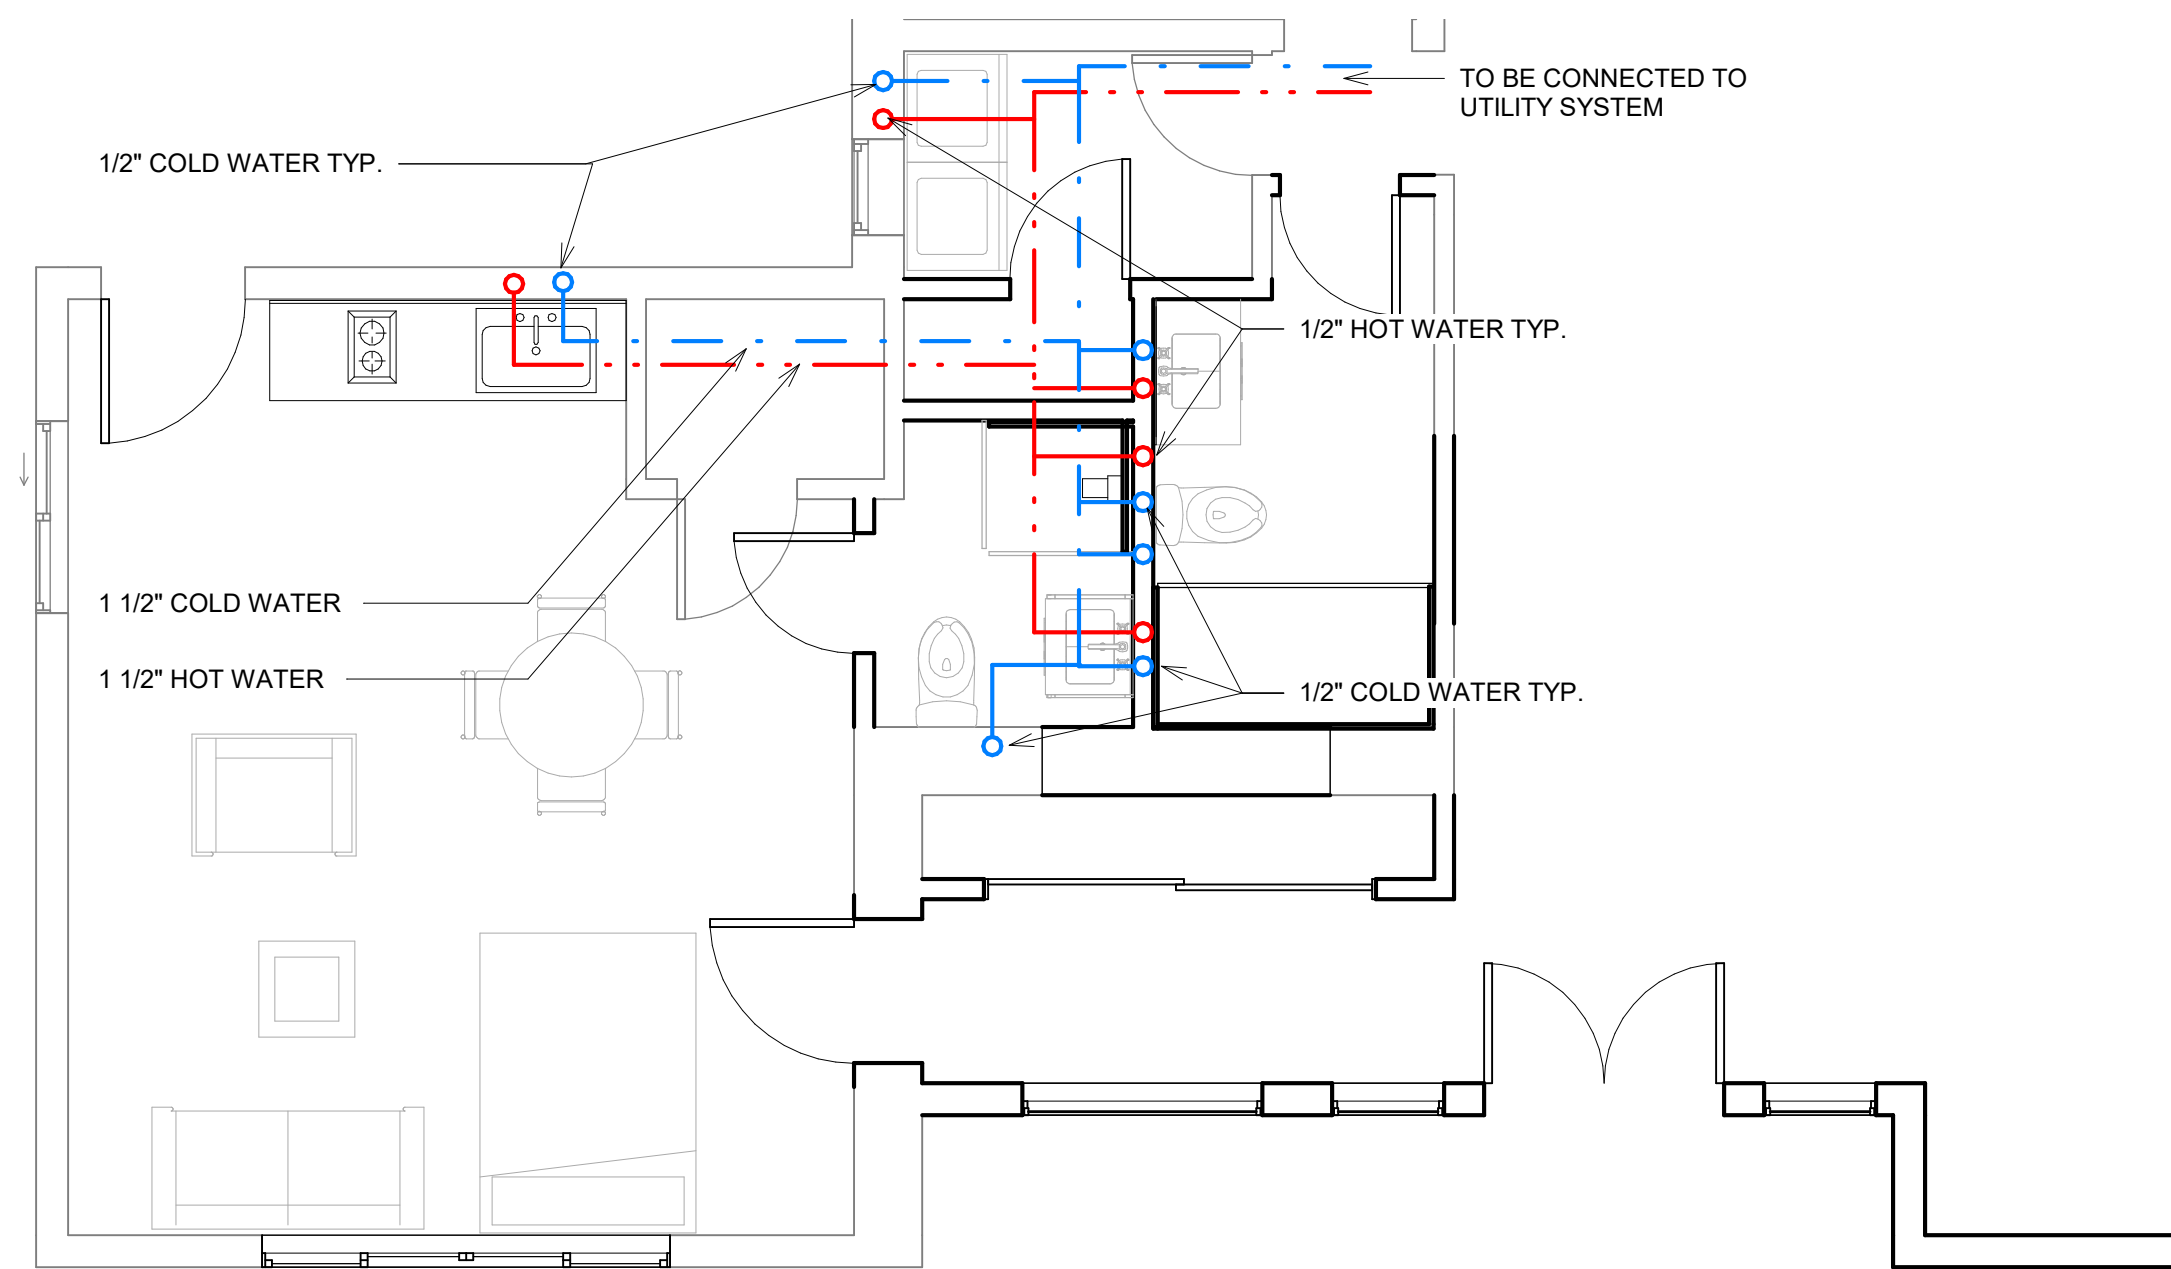 TO BE CONNECTED TO
UTILITY SYSTEM
1/2" COLD WATER TYP.
1/2" HOT WATER TYP.
1 1/2" COLD WATER
1 1/2" HOT WATER
1/2" COLD WATER TYP.